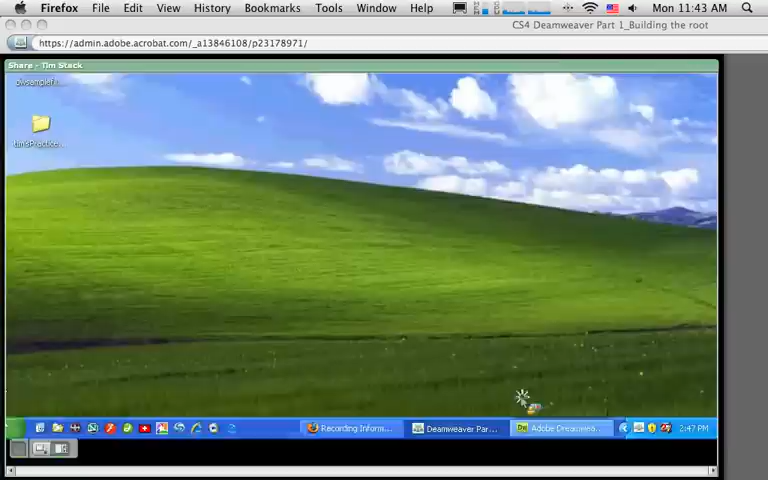 Firefox File Edit View History Bookmarks Tools Window Help Mon 11:43 AM
CS4 Deamweaver Part 1_Building the root
https://admin.adobe.acrobat.com/_a13846108/p23178971/
Share - Tim Stack
timsPractice...
Recording Inform... Deamweaver Par... Dw Adobe Dreamwea... 2:47 PM